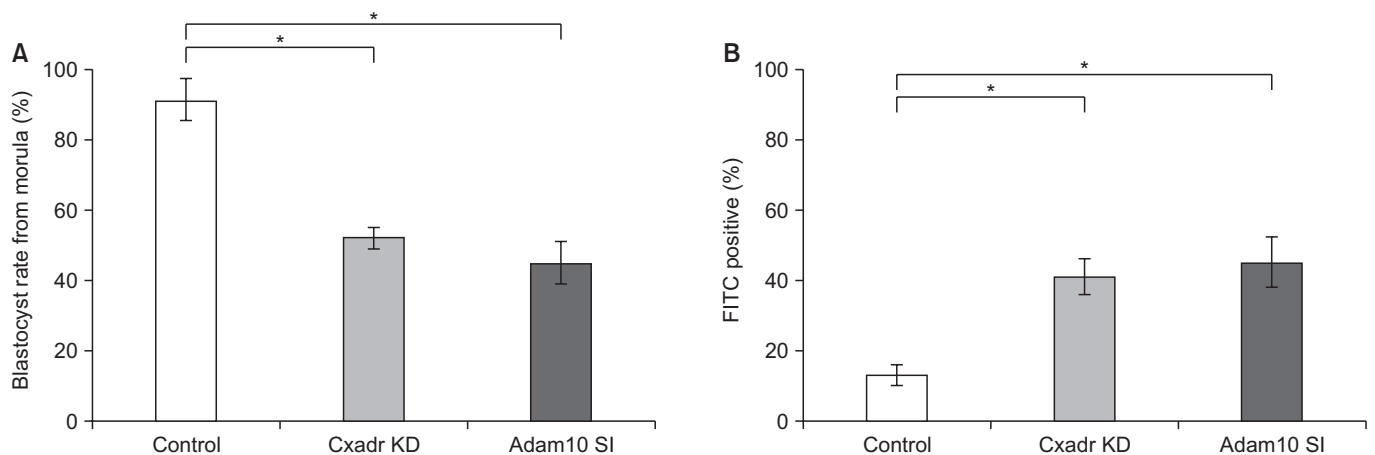 A
*
*
Blastocyst rate from morula (%)
100
80
60
40
20
0
Control Cxadr KD Adam10 SI
B
*
*
FITC positive (%)
100
80
60
40
20
0
Control Cxadr KD Adam10 SI